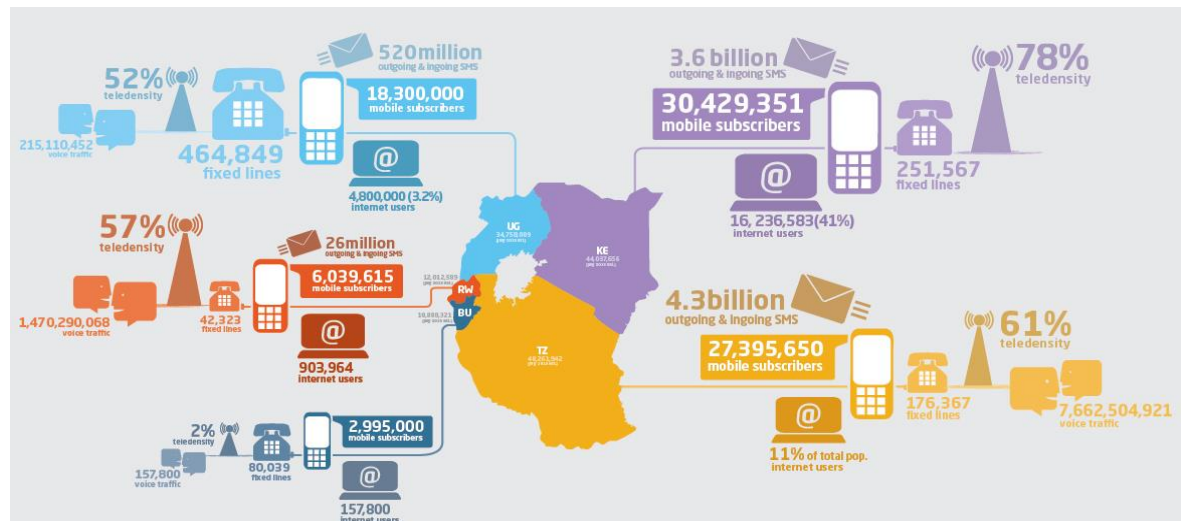 520million
outgoing & ingoing SMS
52%
teledensity
18,300,000
mobile subscribers
215,110,452
voice traffic
464,849
fixed lines
@
4,800,000 (3.2%)
internet users
3.6 billion
outgoing & ingoing SMS
78%
teledensity
30,429,351
mobile subscribers
251,567
fixed lines
@
16, 236,583(41%)
internet users
57%
teledensity
26million
outgoing & ingoing SMS
6,039,615
mobile subscribers
1,470,290,068
voice traffic
42,323
fixed lines
@
903,964
internet users
UG
KE
RW
BU
TZ
4.3billion
outgoing & ingoing SMS
61%
teledensity
27,395,650
mobile subscribers
176,367
fixed lines
7,662,504,921
voice traffic
@
11% of total pop.
internet users
2%
teledensity
2,995,000
mobile subscribers
157,800
voice traffic
80,039
fixed lines
@
157,800
internet users